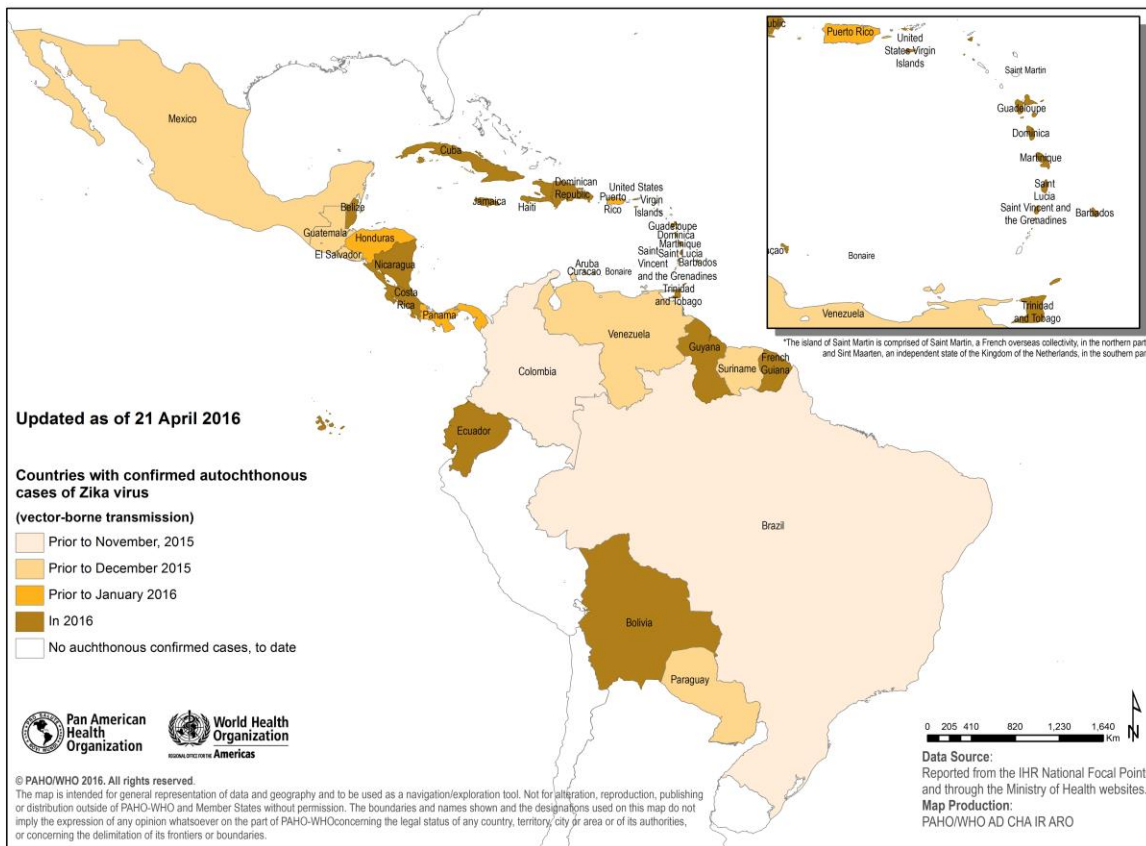 Mexico
Cuba
Belize
Jamaica
Haiti
Dominican
Republic
Puerto
Rico
United States
Virgin
Islands
Guatemala
Honduras
El Salvador
Nicaragua
Costa
Rica
Panama
Guadeloupe
Dominica
Martinique
Saint Lucia
Saint
Vincent
and the Grenadines
Barbados
Aruba
Curacao
Bonaire
Trinidad
and Tobago
Venezuela
Guyana
Suriname
French
Guiana
Colombia
Ecuador
Brazil
Bolivia
Paraguay
ublic
Puerto Rico
United
States Virgin
Islands
Saint Martin
Guadeloupe
Dominica
Martinique
Saint
Lucia
Saint Vincent and
the Grenadines
Barbados
çao
Bonaire
Venezuela
Trinidad
and Tobago
*The island of Saint Martin is comprised of Saint Martin, a French overseas collectivity, in the northern part
and Sint Maarten, an independent state of the Kingdom of the Netherlands, in the southern part
Updated as of 21 April 2016
Countries with confirmed autochthonous
cases of Zika virus
(vector-borne transmission)
Prior to November, 2015
Prior to December 2015
Prior to January 2016
In 2016
No auchthonous confirmed cases, to date
Pan American
Health
Organization
World Health
Organization
REGIONAL OFFICE FOR THE Americas
© PAHO/WHO 2016. All rights reserved.
The map is intended for general representation of data and geography and to be used as a navigation/exploration tool. Not for alteration, reproduction, publishing
or distribution outside of PAHO-WHO and Member States without permission. The boundaries and names shown and the designations used on this map do not
imply the expression of any opinion whatsoever on the part of PAHO-WHOconcerning the legal status of any country, territory, city or area or of its authorities,
or concerning the delimitation of its frontiers or boundaries.
0 205 410 820 1,230 1,640
Km
N
Data Source:
Reported from the IHR National Focal Point
and through the Ministry of Health websites.
Map Production:
PAHO/WHO AD CHA IR ARO